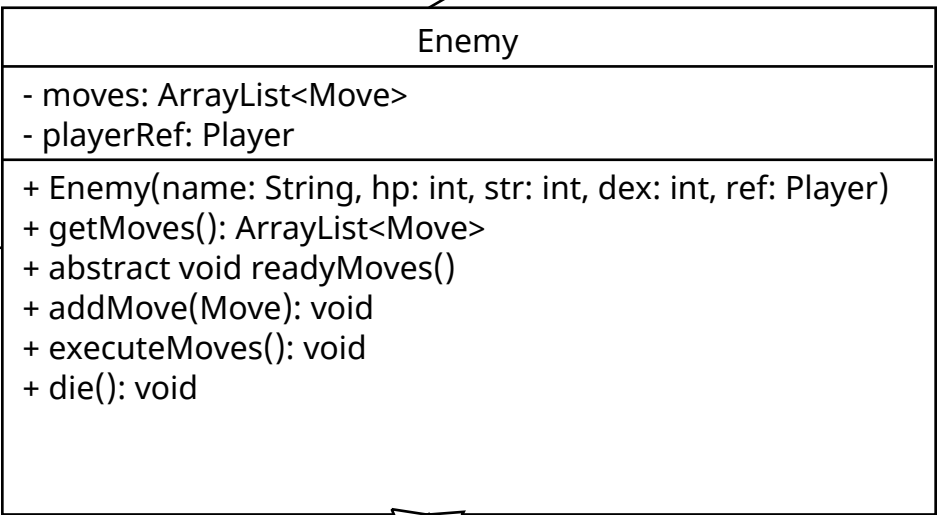 Enemy
- moves: ArrayList<Move>
- playerRef: Player
+ Enemy(name: String, hp: int, str: int, dex: int, ref: Player)
+ getMoves(): ArrayList<Move>
+ abstract void readyMoves()
+ addMove(Move): void
+ executeMoves(): void
+ die(): void